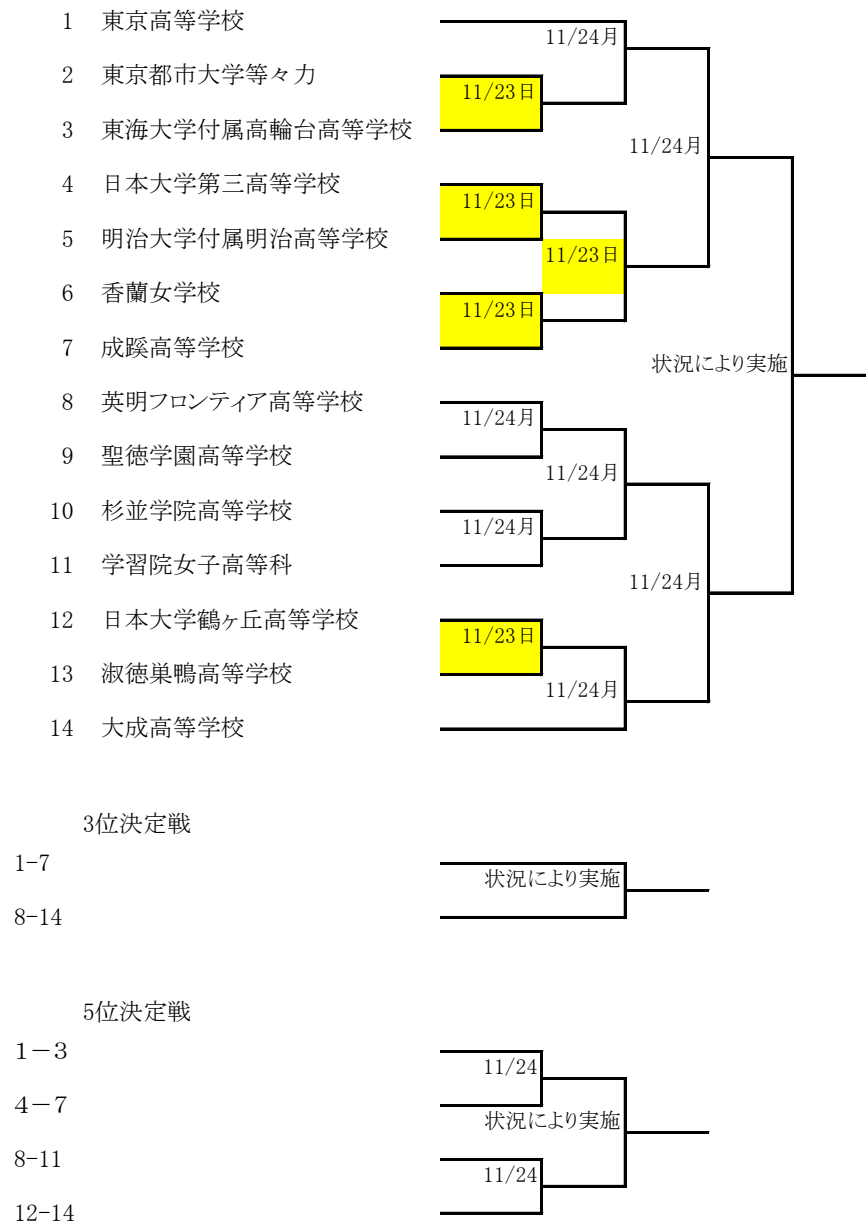 1 東京高等学校
11/24月
2 東京都市大学等々力
11/23日
3 東海大学付属高輪台高等学校
11/24月
4 日本大学第三高等学校
11/23日
5 明治大学付属明治高等学校
11/23日
6 香蘭女学校
11/23日
7 成蹊高等学校
状況により実施
8 英明フロンティア高等学校
11/24月
9 聖徳学園高等学校
11/24月
10 杉並学院高等学校
11/24月
11 学習院女子高等科
11/24月
12 日本大学鶴ヶ丘高等学校
11/23日
13 淑徳巣鴨高等学校
11/24月
14 大成高等学校
3位決定戦
1-7
状況により実施
8-14
5位決定戦
1－3
11/24
4－7
状況により実施
8-11
11/24
12-14